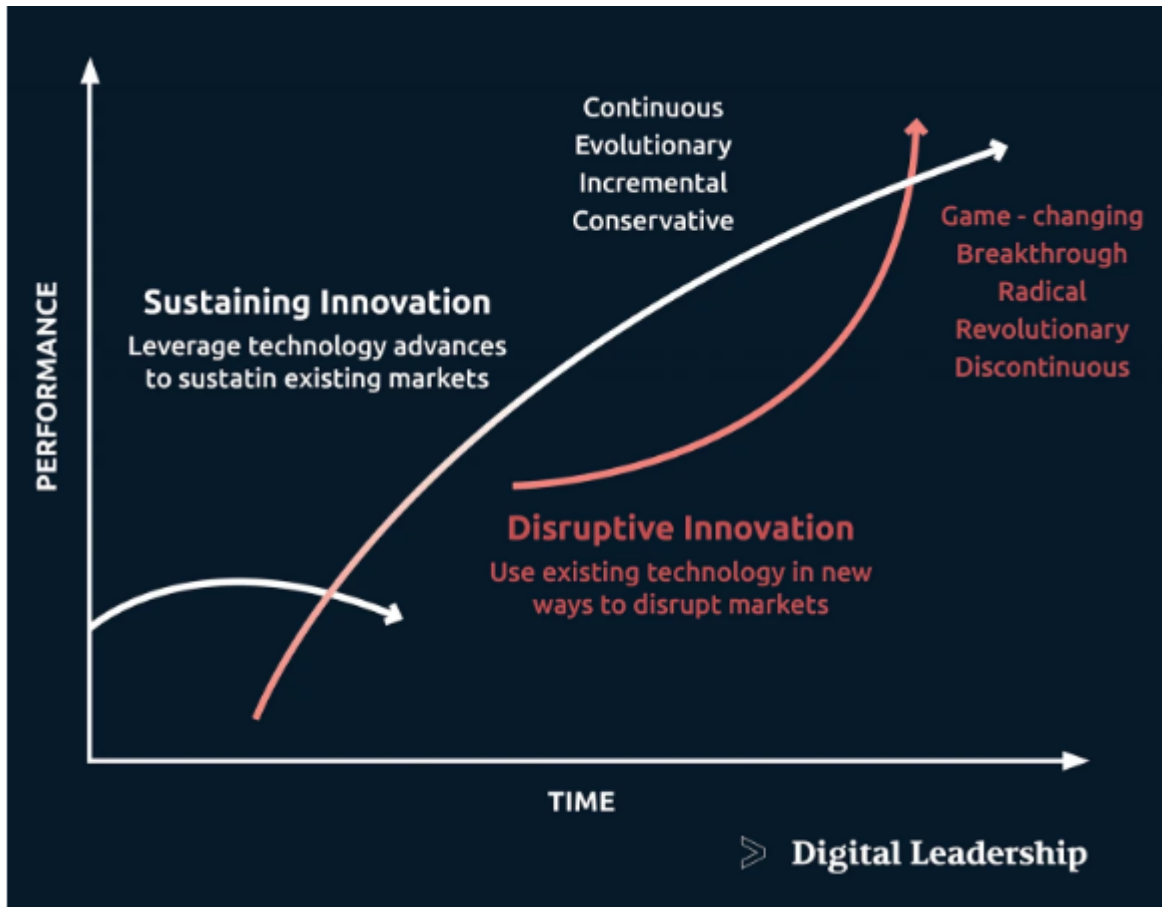 Continuous
Evolutionary
Incremental
Conservative
Game - changing
Breakthrough
Radical
Revolutionary
Discontinuous
Sustaining Innovation
Leverage technology advances
to sustatin existing markets
PERFORMANCE
Disruptive Innovation
Use existing technology in new
ways to disrupt markets
TIME
Digital Leadership